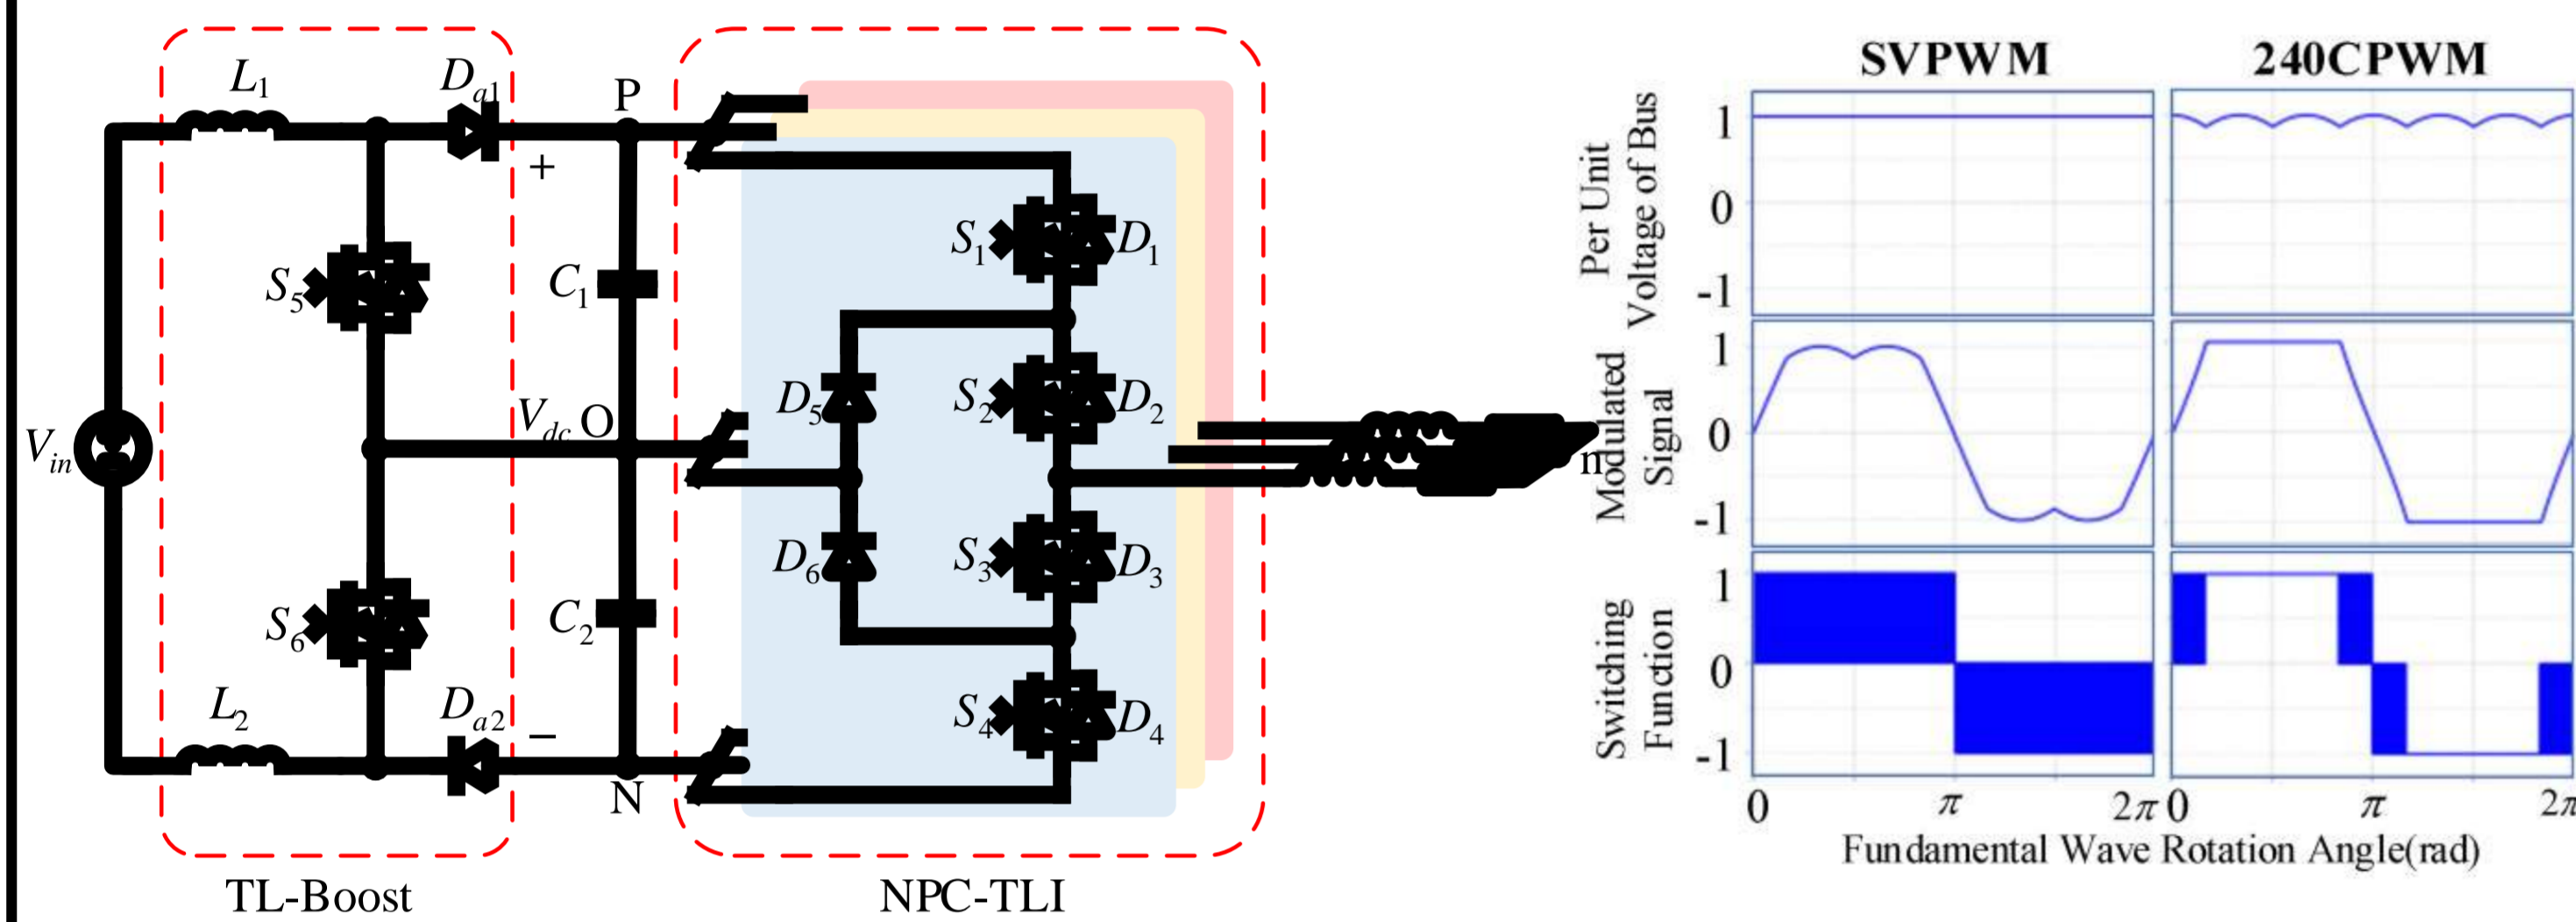 L1
Da1
P
+
S5
C1
S1
D1
Vin
Vdc
O
D5
S2
D2
n
D6
S3
D3
S6
C2
L2
Da2
−
N
S4
D4
TL-Boost
NPC-TLI
SVPWM
240CPWM
Per Unit
Voltage of Bus
1
0
-1
Modulated
Signal
1
0
-1
Switching
Function
1
0
-1
0
π
2π
0
π
2π
Fundamental Wave Rotation Angle(rad)